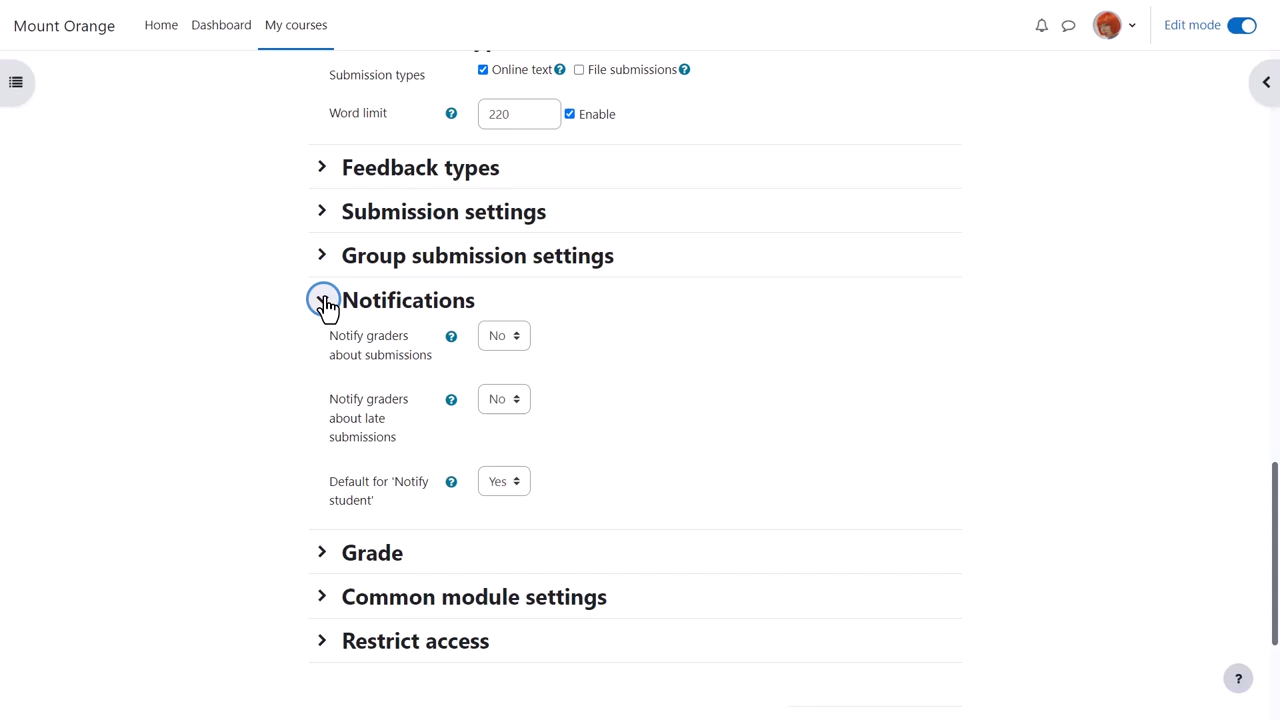 Mount Orange
Home Dashboard My courses
Edit mode
Submission types
Online text ? File submissions ?
Word limit ? 220 Enable
Feedback types
Submission settings
Group submission settings
Notifications
Notify graders ? No
about submissions
Notify graders ? No
about late
submissions
Default for 'Notify ? Yes
student'
Grade
Common module settings
Restrict access
?